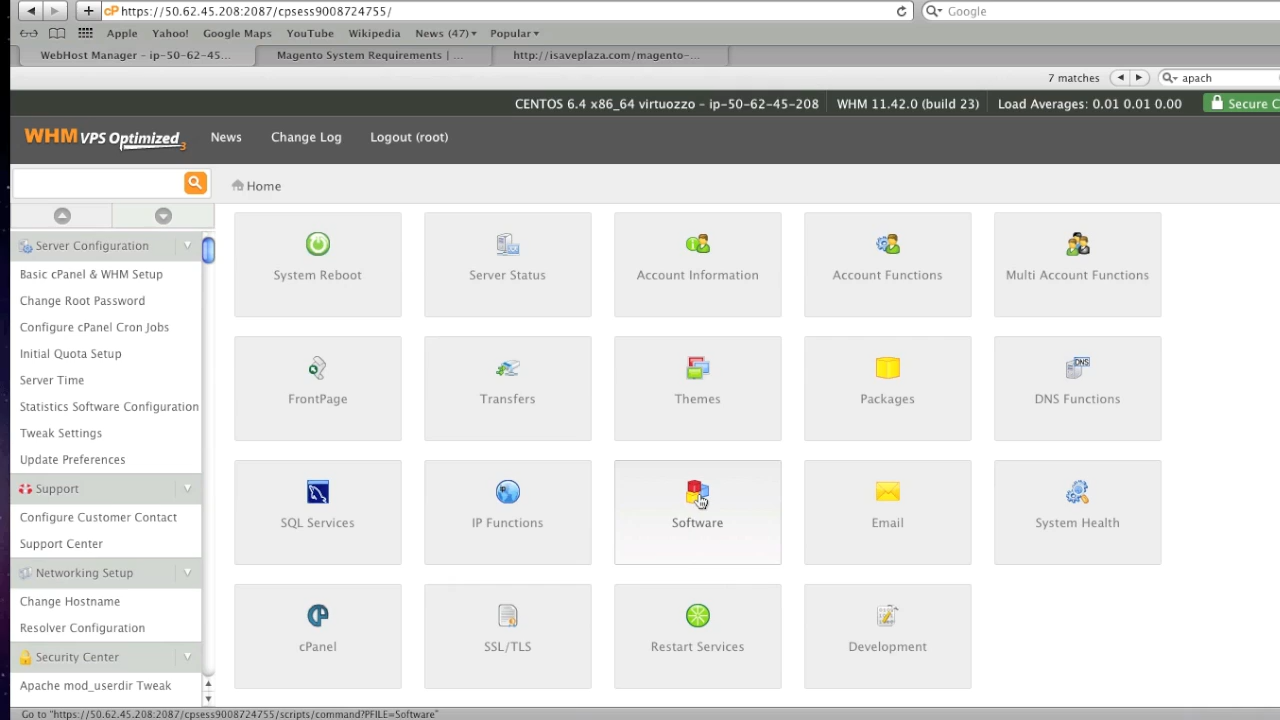 https://50.62.45.208:2087/cpsess9008724755/
Google
Apple Yahoo! Google Maps YouTube Wikipedia News (47) Popular
WebHost Manager – ip-50-62-45...
Magento System Requirements | ...
http://isaveplaza.com/magento-...
7 matches
apach
CENTOS 6.4 x86_64 virtuozzo – ip-50-62-45-208
WHM 11.42.0 (build 23)
Load Averages: 0.01 0.01 0.00
Secure C
WHM VPS Optimized 3
News
Change Log
Logout (root)
Home
Server Configuration
Basic cPanel & WHM Setup
Change Root Password
Configure cPanel Cron Jobs
Initial Quota Setup
Server Time
Statistics Software Configuration
Tweak Settings
Update Preferences
Support
Configure Customer Contact
Support Center
Networking Setup
Change Hostname
Resolver Configuration
Security Center
Apache mod_userdir Tweak
System Reboot
Server Status
Account Information
Account Functions
Multi Account Functions
FrontPage
Transfers
Themes
Packages
DNS
DNS Functions
SQL Services
IP Functions
Software
Email
System Health
cPanel
SSL/TLS
Restart Services
Development
Go to "https://50.62.45.208:2087/cpsess9008724755/scripts/command?PFILE=Software"